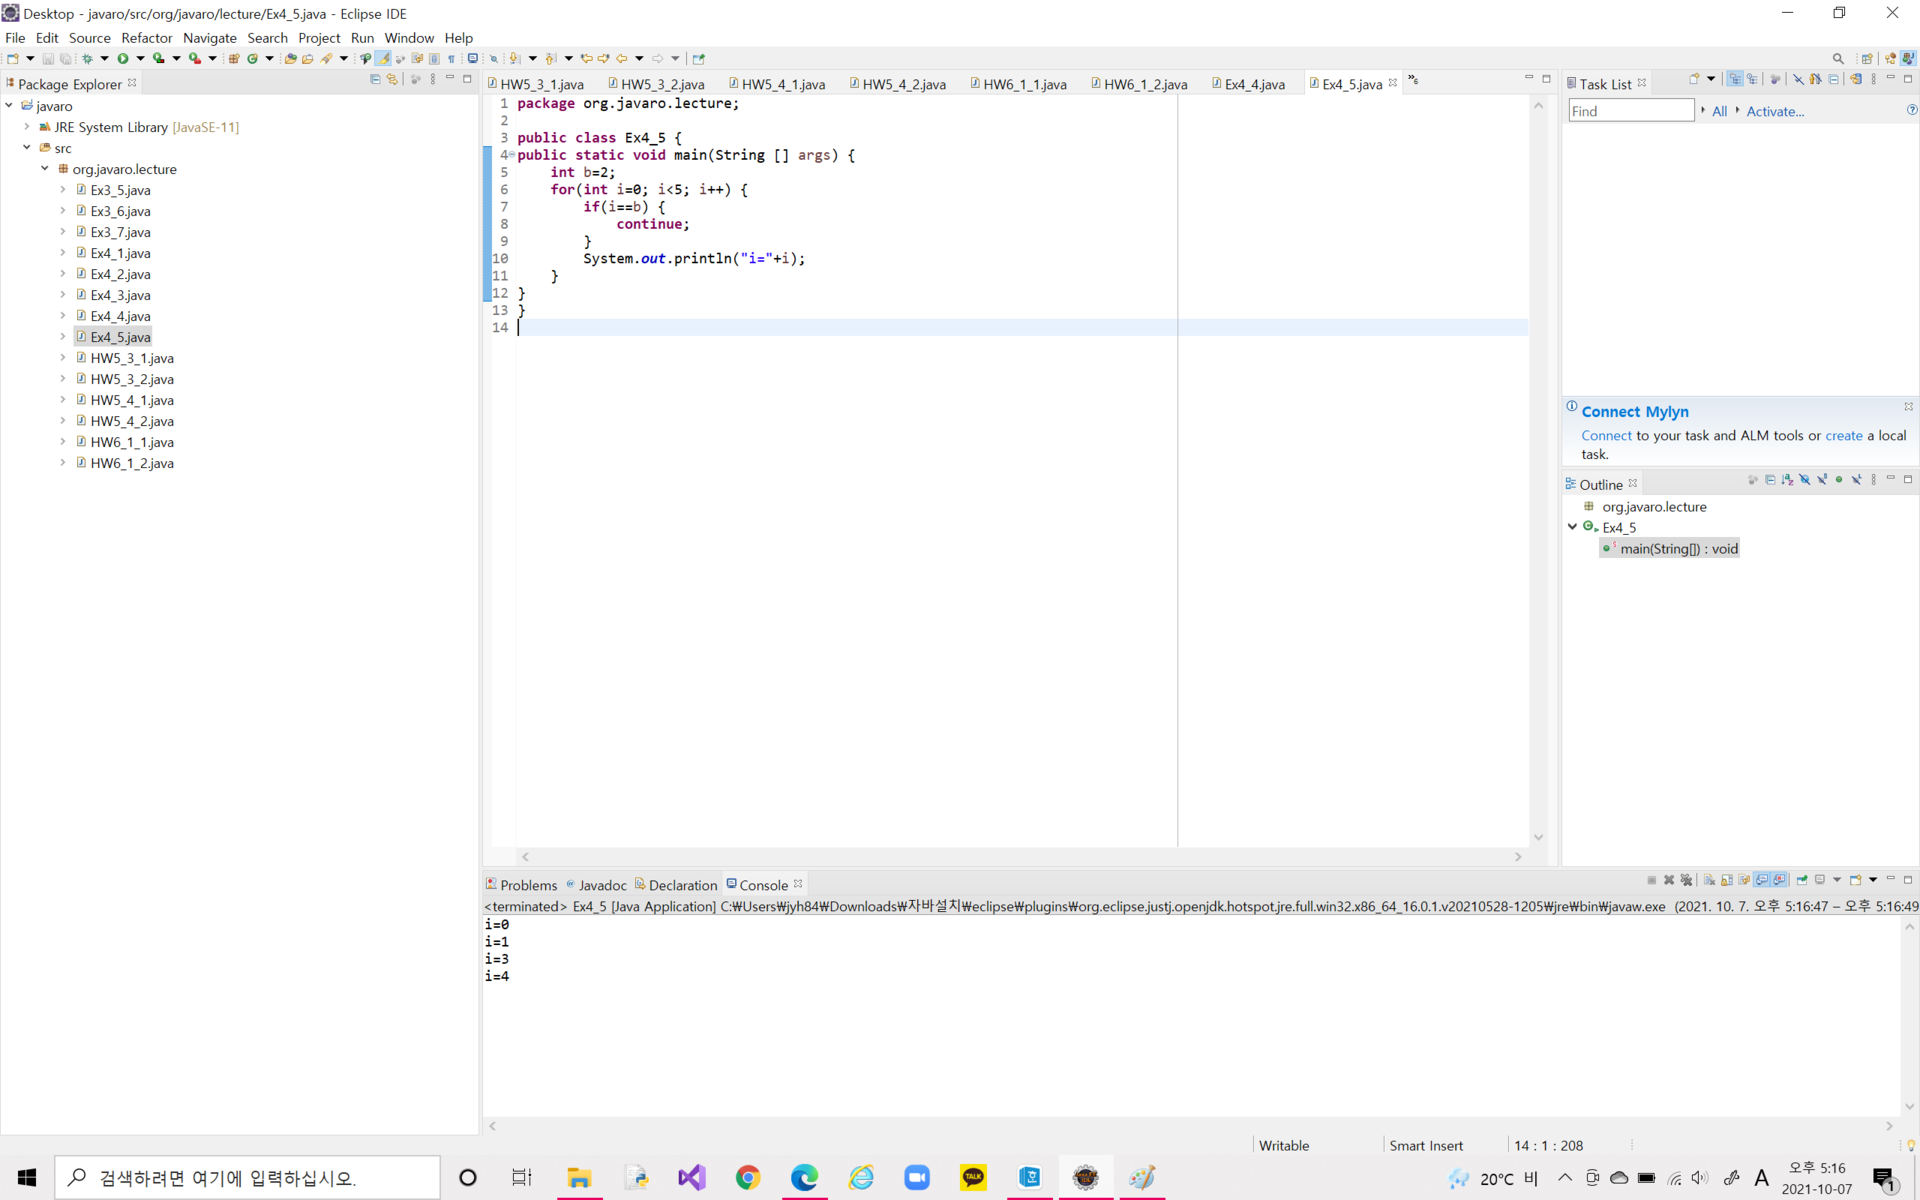 Desktop - javaro/src/org/javaro/lecture/Ex4_5.java - Eclipse IDE
File Edit Source Refactor Navigate Search Project Run Window Help
Package Explorer
javaro
JRE System Library [JavaSE-11]
src
org.javaro.lecture
Ex3_5.java
Ex3_6.java
Ex3_7.java
Ex4_1.java
Ex4_2.java
Ex4_3.java
Ex4_4.java
Ex4_5.java
HW5_3_1.java
HW5_3_2.java
HW5_4_1.java
HW5_4_2.java
HW6_1_1.java
HW6_1_2.java
HW5_3_1.java HW5_3_2.java HW5_4_1.java HW5_4_2.java HW6_1_1.java HW6_1_2.java Ex4_4.java Ex4_5.java »6
1 package org.javaro.lecture;
2
3 public class Ex4_5 {
4 public static void main(String [] args) {
5 int b=2;
6 for(int i=0; i<5; i++) {
7 if(i==b) {
8 continue;
9 }
10 System.out.println("i="+i);
11 }
12 }
13 }
14
Task List
Find All Activate...
Connect Mylyn
Connect to your task and ALM tools or create a local
task.
Outline
org.javaro.lecture
Ex4_5
main(String[]) : void
Problems Javadoc Declaration Console
<terminated> Ex4_5 [Java Application] C:₩Users₩jyh84₩Downloads₩자바설치₩eclipse₩plugins₩org.eclipse.justj.openjdk.hotspot.jre.full.win32.x86_64_16.0.1.v20210528-1205₩jre₩bin₩javaw.exe (2021. 10. 7. 오후 5:16:47 – 오후 5:16:49
i=0
i=1
i=3
i=4
Writable Smart Insert 14 : 1 : 208
검색하려면 여기에 입력하십시오.
TALK
20°C 비
A
오후 5:16
2021-10-07
1